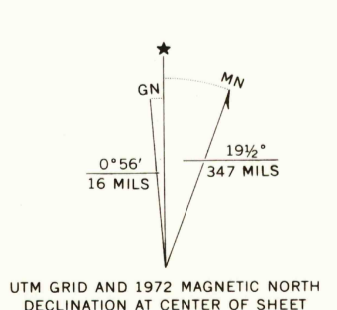 ★
GN
MN
0°56′
16 MILS
19½°
347 MILS
UTM GRID AND 1972 MAGNETIC NORTH
DECLINATION AT CENTER OF SHEET